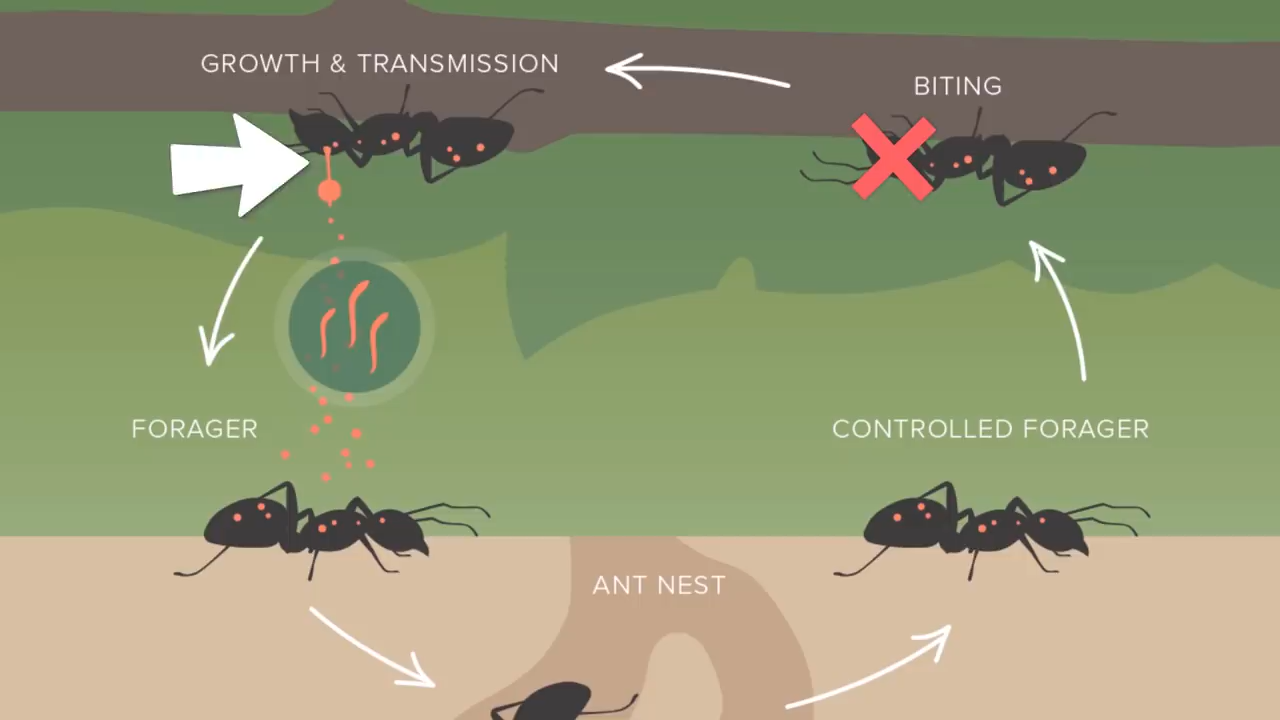 GROWTH & TRANSMISSION
BITING
FORAGER
CONTROLLED FORAGER
ANT NEST